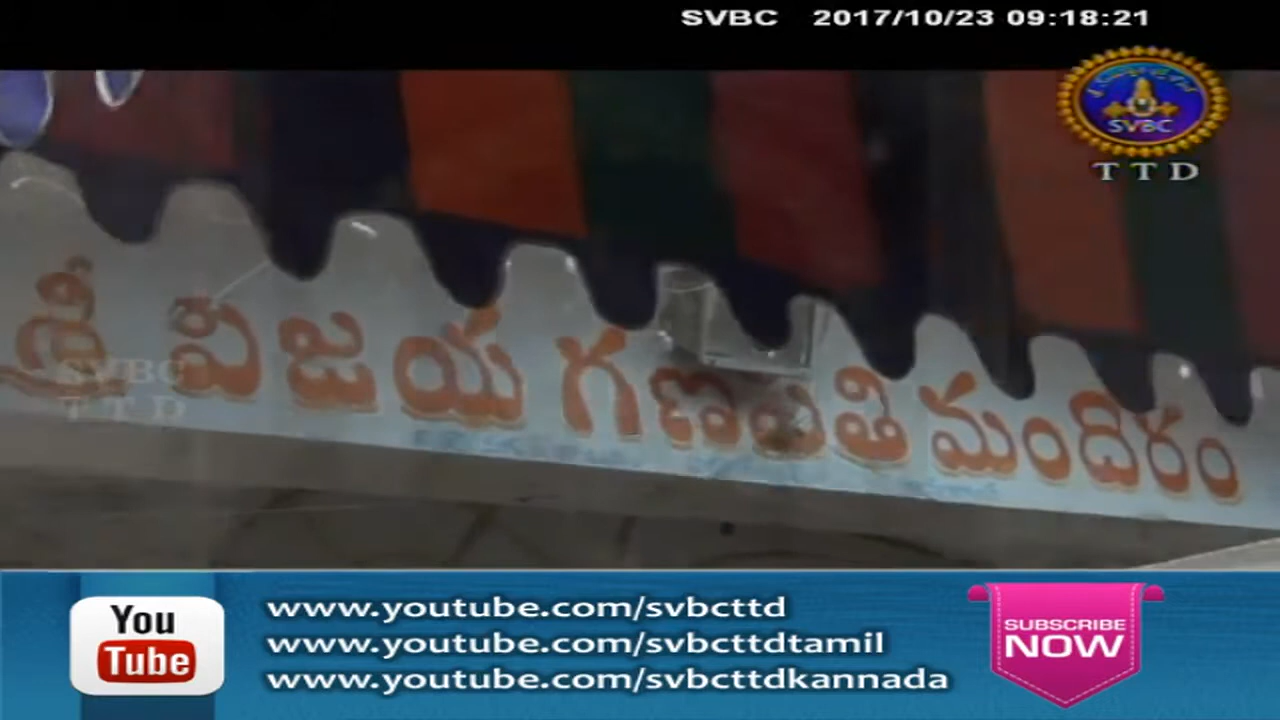 SVBC 2017/10/23 09:18:21
SVBC
TTD
శ్రీ విజయ గణపతి మందిరం
SVBC
TTD
You
Tube
www.youtube.com/svbcttd
www.youtube.com/svbcttdtamil
www.youtube.com/svbcttdkannada
SUBSCRIBE
NOW